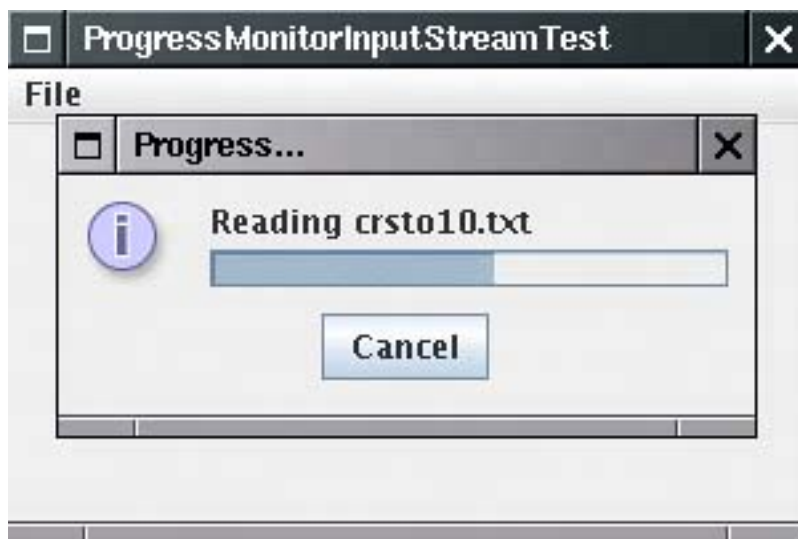 ProgressMonitorInputStreamTest
File
Progress...
Reading crsto10.txt
Cancel